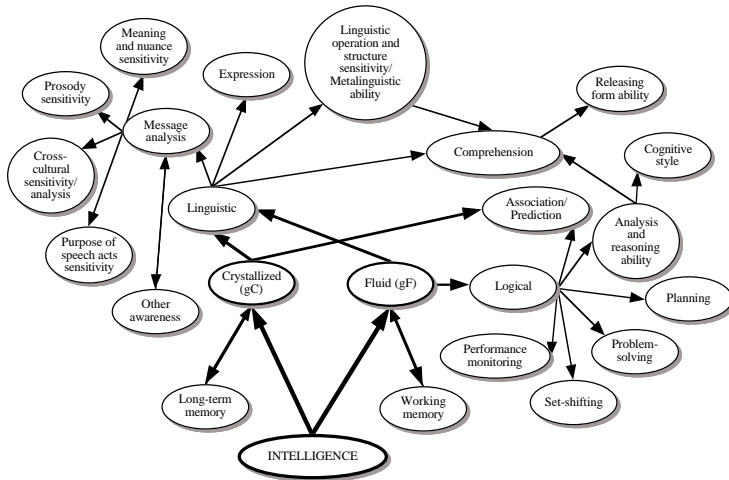 Meaning
and nuance
sensitivity
Linguistic
operation and
structure
sensitivity/
Metalinguistic
ability
Expression
Prosody
sensitivity
Releasing
form ability
Message
analysis
Comprehension
Cognitive
style
Cross-
cultural
sensitivity/
analysis
Linguistic
Association/
Prediction
Analysis
and
reasoning
ability
Purpose of
speech acts
sensitivity
Crystallized
(gC)
Fluid (gF)
Logical
Planning
Other
awareness
Performance
monitoring
Problem-
solving
Long-term
memory
Working
memory
Set-shifting
INTELLIGENCE